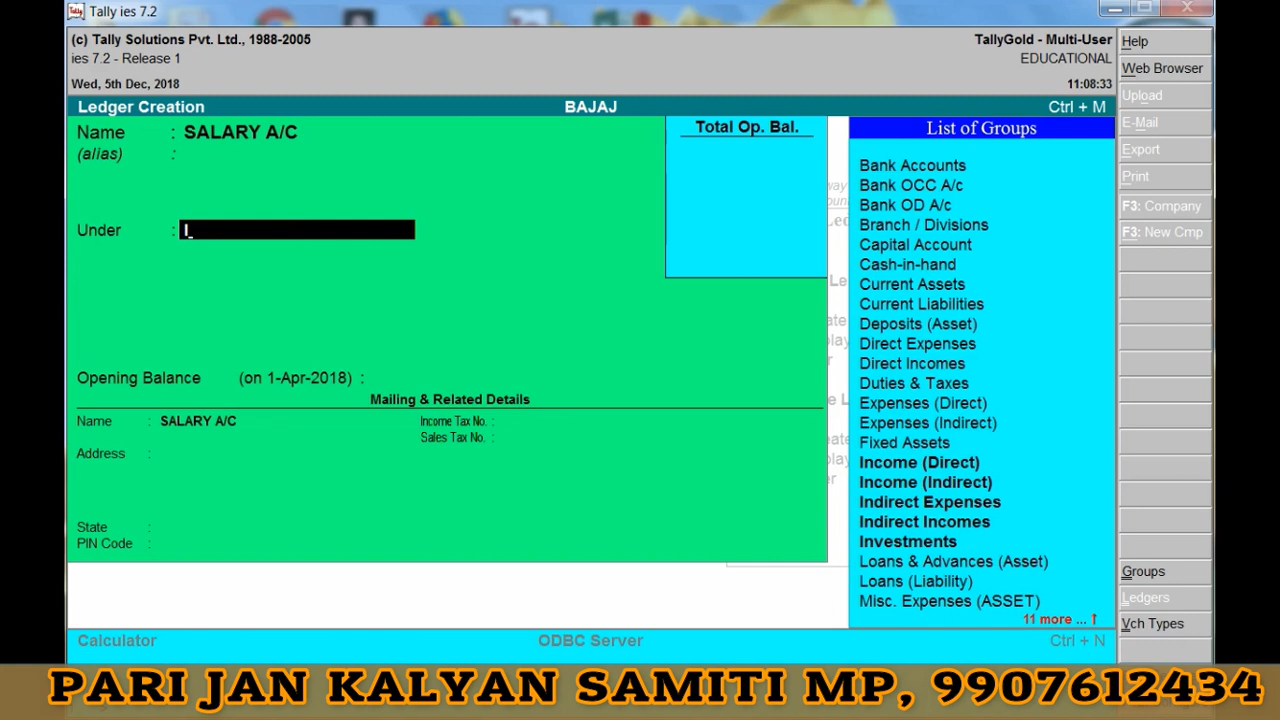 Tally ies 7.2
(c) Tally Solutions Pvt. Ltd., 1988-2005
TallyGold - Multi-User
ies 7.2 - Release 1
EDUCATIONAL
Wed, 5th Dec, 2018
11:08:33
Ledger Creation
BAJAJ
Ctrl + M
Name : SALARY A/C
(alias) :
Under : I
Total Op. Bal.
Opening Balance (on 1-Apr-2018) :
Mailing & Related Details
Name : SALARY A/C
Income Tax No. :
Sales Tax No. :
Address :
State :
PIN Code :
List of Groups
Bank Accounts
Bank OCC A/c
Bank OD A/c
Branch / Divisions
Capital Account
Cash-in-hand
Current Assets
Current Liabilities
Deposits (Asset)
Direct Expenses
Direct Incomes
Duties & Taxes
Expenses (Direct)
Expenses (Indirect)
Fixed Assets
Income (Direct)
Income (Indirect)
Indirect Expenses
Indirect Incomes
Investments
Loans & Advances (Asset)
Loans (Liability)
Misc. Expenses (ASSET)
11 more ... ↑
Help
Web Browser
Upload
E-Mail
Export
Print
F3: Company
F3: New Cmp
Groups
Ledgers
Vch Types
Calculator
ODBC Server
Ctrl + N
PARI JAN KALYAN SAMITI MP, 9907612434